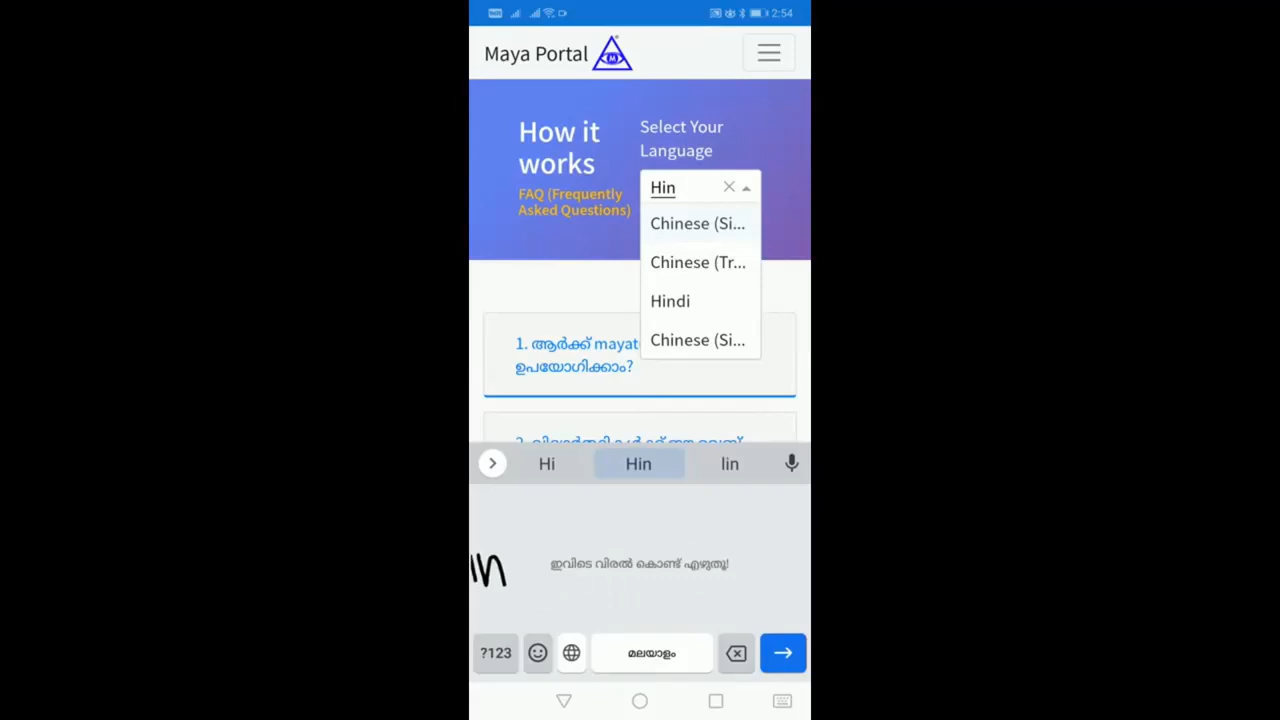 2:54
Maya Portal
M
How it
works
FAQ (Frequently
Asked Questions)
Select Your
Language
Hin
Chinese (Si...
Chinese (Tr...
Hindi
Chinese (Si...
1. ആർക്ക് mayat
ഉപയോഗിക്കാം?
Hi
Hin
lin
in
ഇവിടെ വിരൽ കൊണ്ട് എഴുതൂ!
?123
മലയാളം